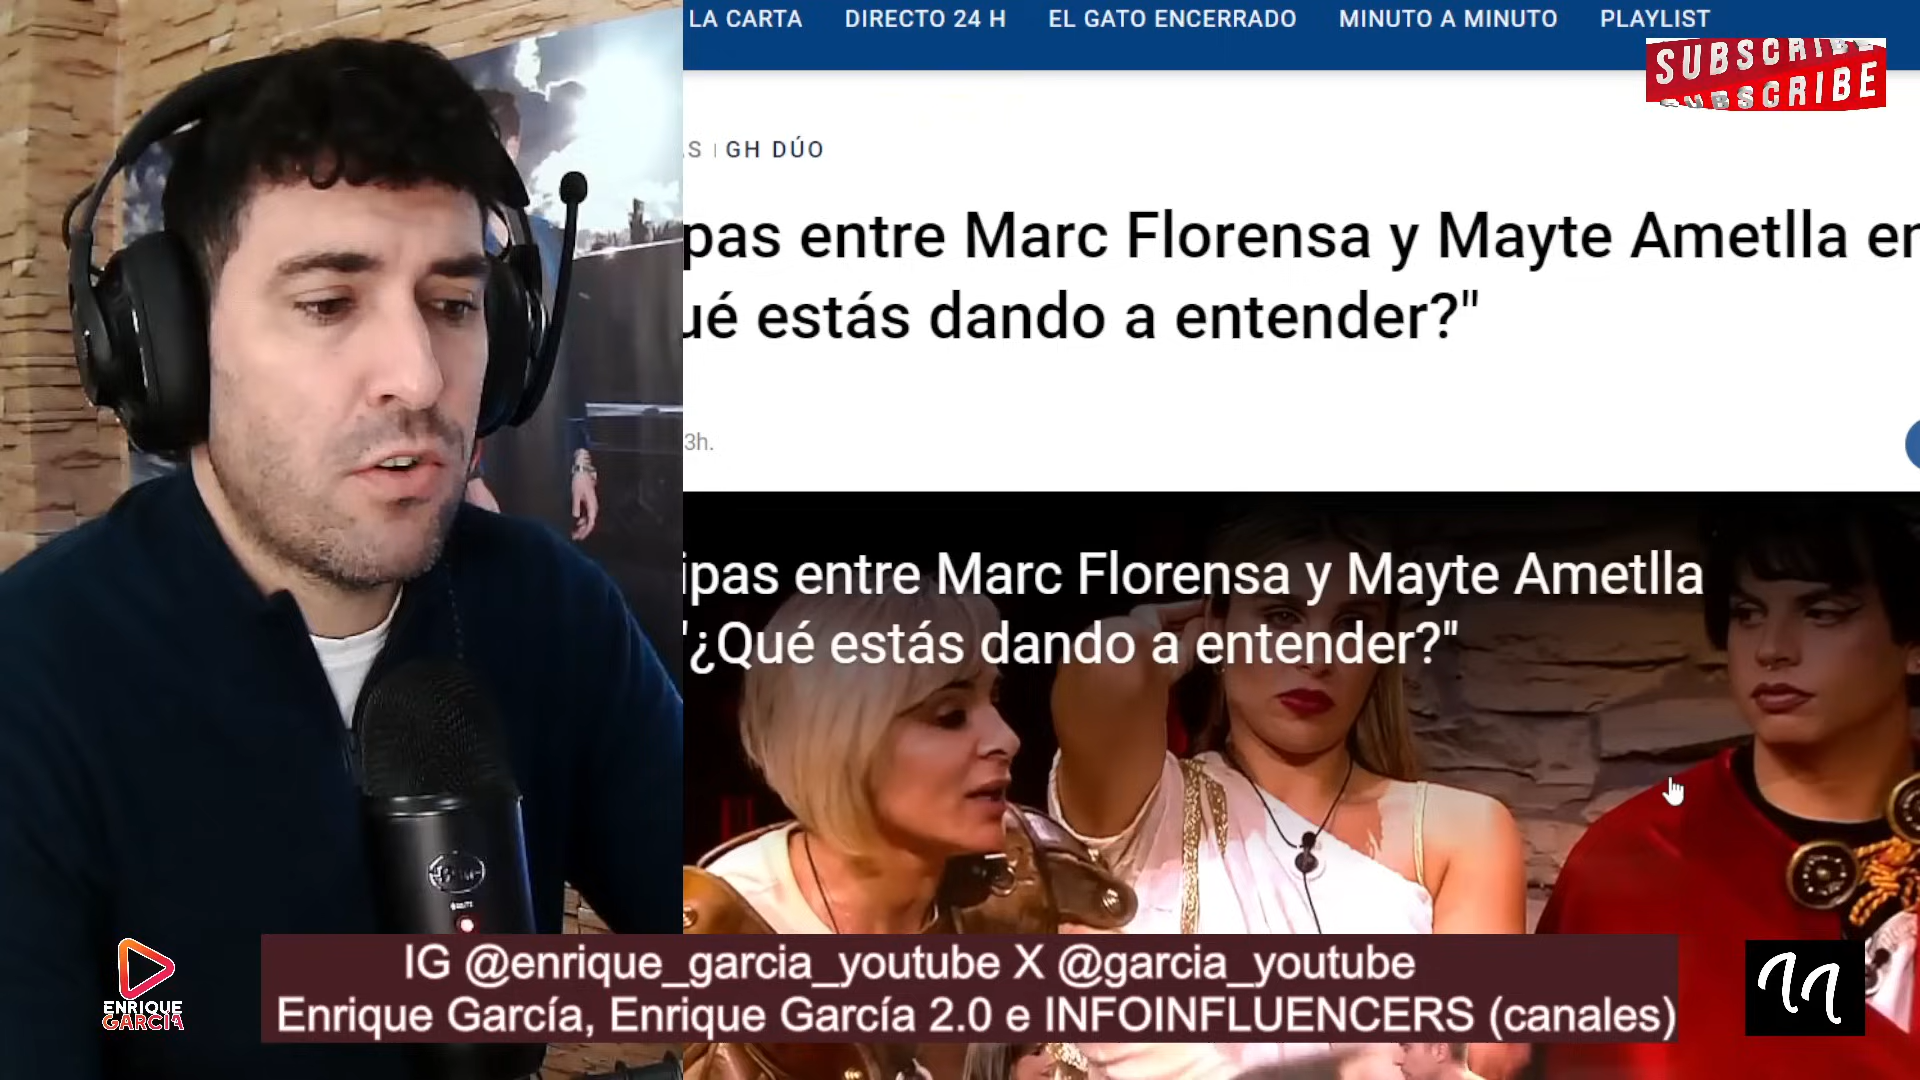 LA CARTA DIRECTO 24 H EL GATO ENCERRADO MINUTO A MINUTO PLAYLIST
SUBSCRIBE
SUBSCRIBE
AS | GH DÚO
pas entre Marc Florensa y Mayte Ametlla en
ué estás dando a entender?"
3h.
ipas entre Marc Florensa y Mayte Ametlla
"¿Qué estás dando a entender?"
ENRIQUE
GARCÍA
IG @enrique_garcia_youtube X @garcia_youtube
Enrique García, Enrique García 2.0 e INFOINFLUENCERS (canales)